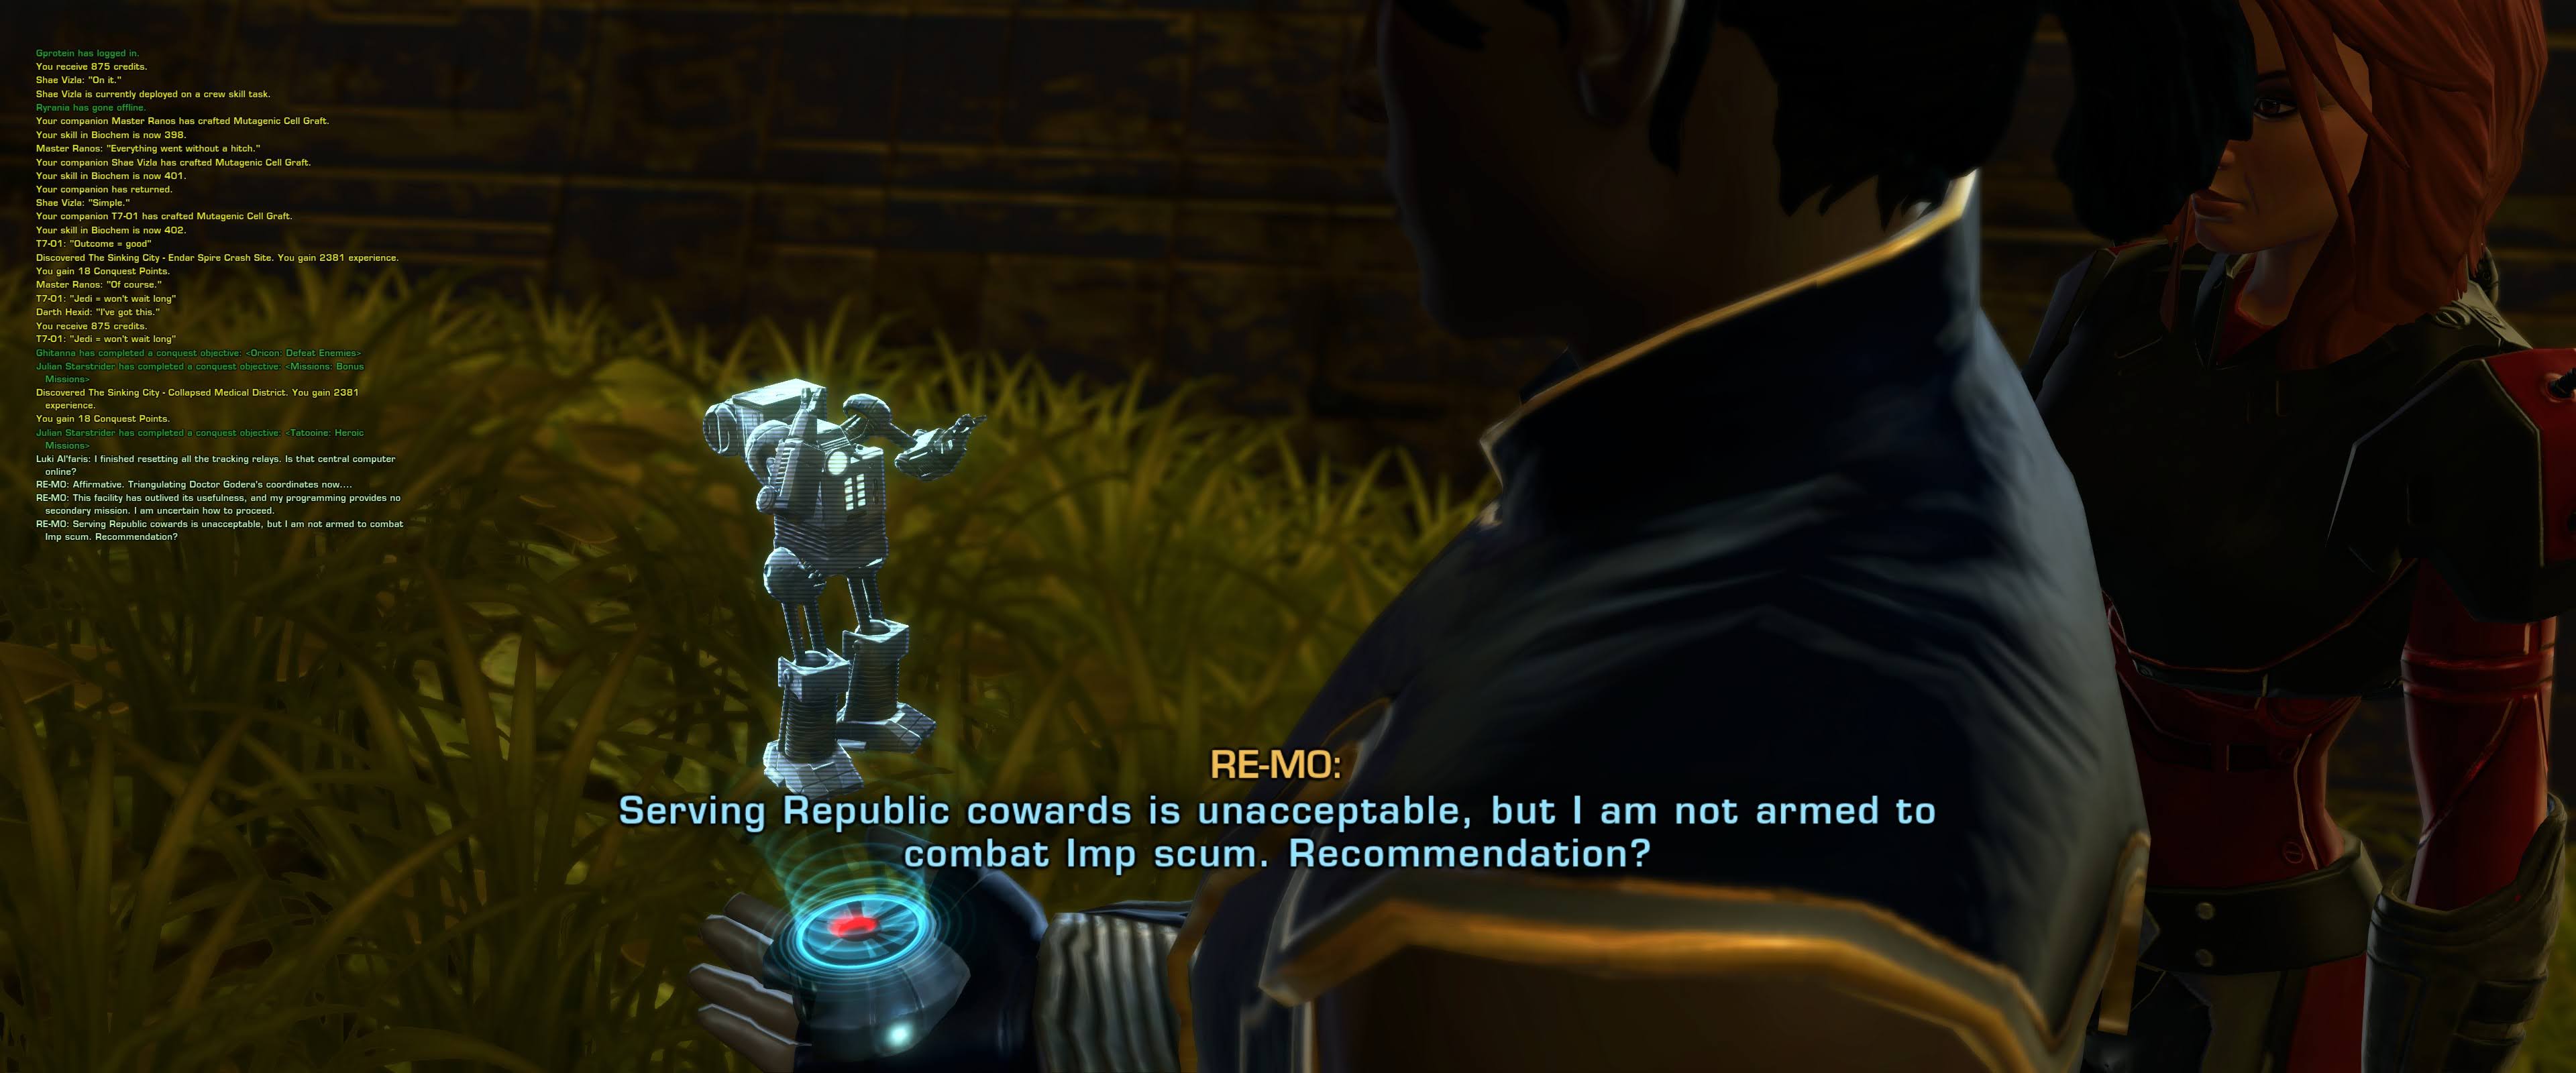 Gprotein has logged in.
You receive 875 credits.
Shae Vizla: "On it."
Shae Vizla is currently deployed on a crew skill task.
Ryrania has gone offline.
Your companion Master Ranos has crafted Mutagenic Cell Graft.
Your skill in Biochem is now 398.
Master Ranos: "Everything went without a hitch."
Your companion Shae Vizla has crafted Mutagenic Cell Graft.
Your skill in Biochem is now 401.
Your companion has returned.
Shae Vizla: "Simple."
Your companion T7-O1 has crafted Mutagenic Cell Graft.
Your skill in Biochem is now 402.
T7-O1: "Outcome = good"
Discovered The Sinking City - Endar Spire Crash Site. You gain 2381 experience.
You gain 18 Conquest Points.
Master Ranos: "Of course."
T7-O1: "Jedi = won't wait long"
Darth Hexid: "I've got this."
You receive 875 credits.
T7-O1: "Jedi = won't wait long"
Ghitanna has completed a conquest objective: <Oricon: Defeat Enemies>
Julian Starstrider has completed a conquest objective: <Missions: Bonus
Missions>
Discovered The Sinking City - Collapsed Medical District. You gain 2381
experience.
You gain 18 Conquest Points.
Julian Starstrider has completed a conquest objective: <Tatooine: Heroic
Missions>
Luki Al'faris: I finished resetting all the tracking relays. Is that central computer
online?
RE-M0: Affirmative. Triangulating Doctor Godera's coordinates now....
RE-M0: This facility has outlived its usefulness, and my programming provides no
secondary mission. I am uncertain how to proceed.
RE-M0: Serving Republic cowards is unacceptable, but I am not armed to combat
Imp scum. Recommendation?
RE-M0:
Serving Republic cowards is unacceptable, but I am not armed to
combat Imp scum. Recommendation?